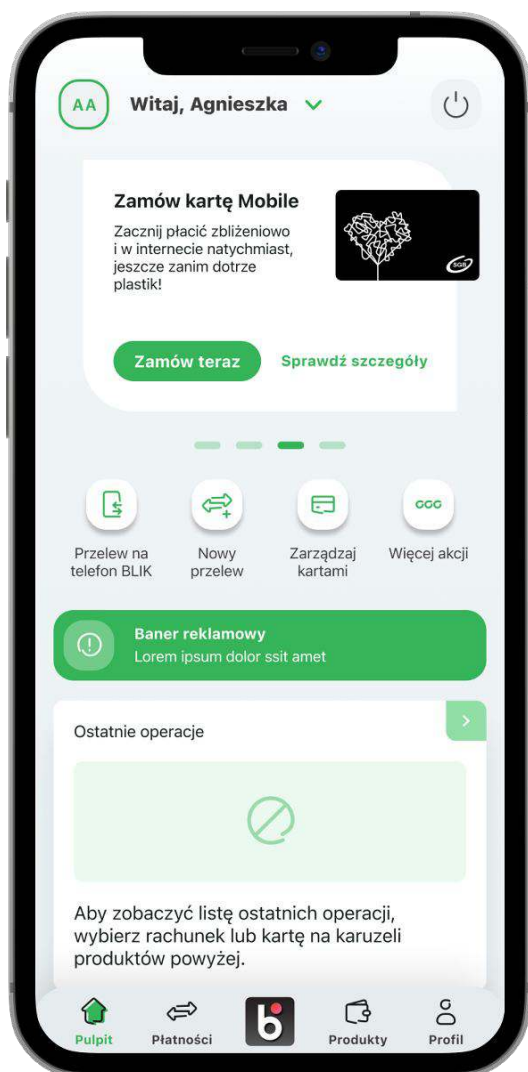 AA
Witaj, Agnieszka
Zamów kartę Mobile
Zacznij płacić zbliżeniowo
i w internecie natychmiast,
jeszcze zanim dotrze
plastik!
SGB
Zamów teraz
Sprawdź szczegóły
Przelew na
telefon BLIK
Nowy
przelew
Zarządzaj
kartami
Więcej akcji
Baner reklamowy
Lorem ipsum dolor ssit amet
Ostatnie operacje
Aby zobaczyć listę ostatnich operacji,
wybierz rachunek lub kartę na karuzeli
produktów powyżej.
Pulpit
Płatności
b
Produkty
Profil